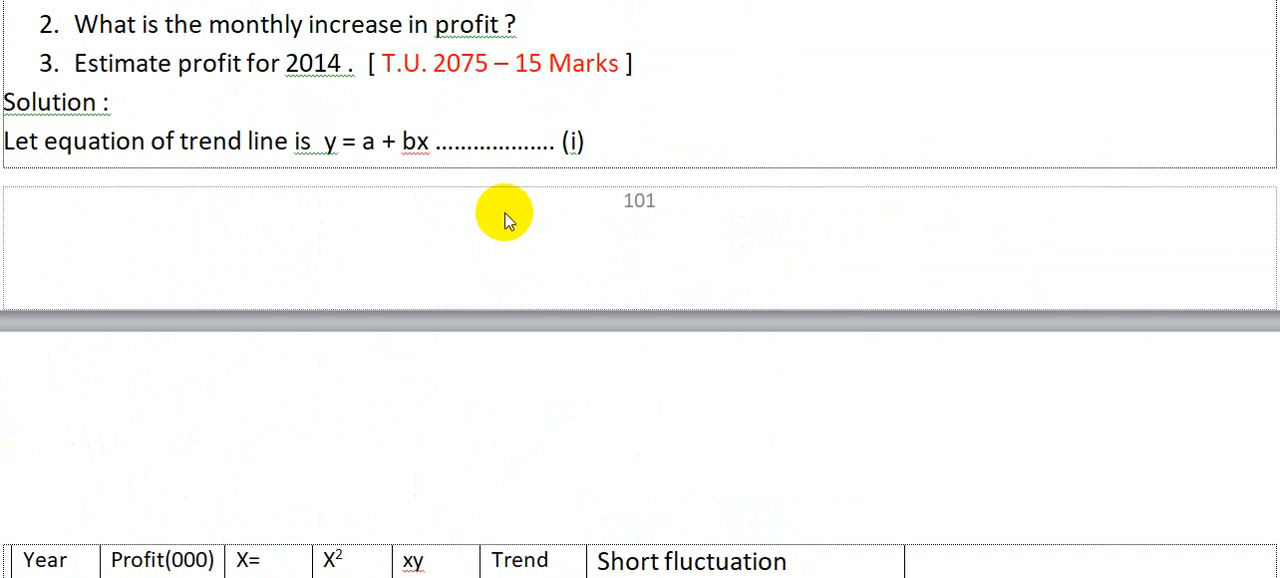 2. What is the monthly increase in profit ?
3. Estimate profit for 2014 . [ T.U. 2075 – 15 Marks ]
Solution :
Let equation of trend line is y = a + bx ................... (i)
101
Year Profit(000) X= X² xy Trend Short fluctuation